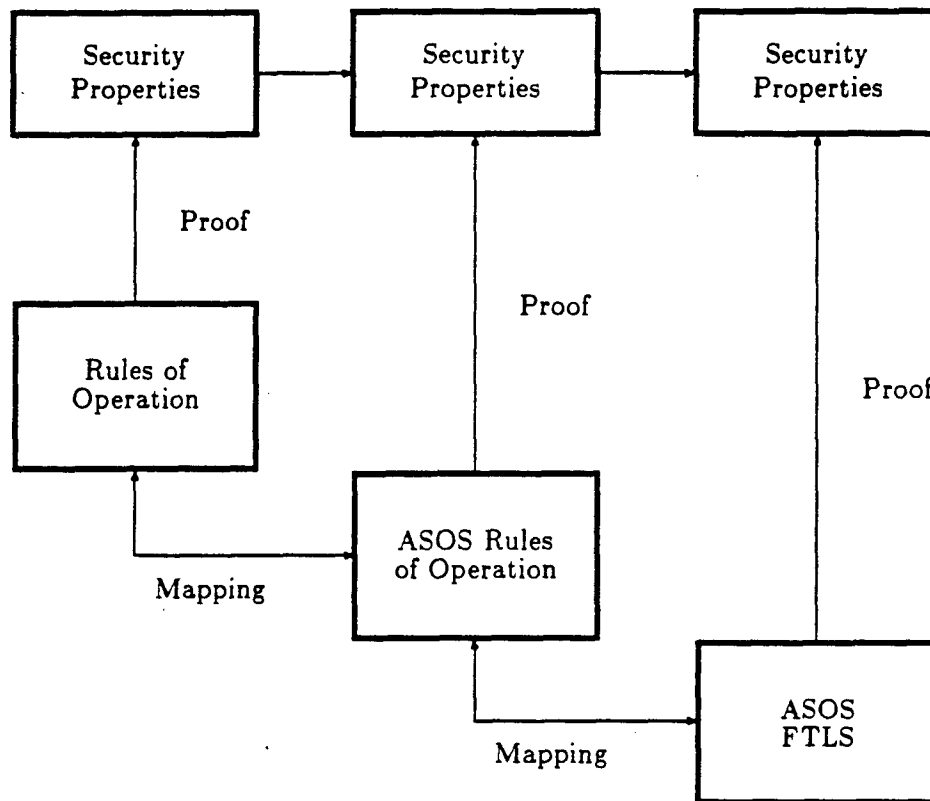 Security
Properties
Security
Properties
Security
Properties
Proof
Rules of
Operation
Proof
Proof
ASOS Rules
of Operation
Mapping
ASOS
FTLS
Mapping